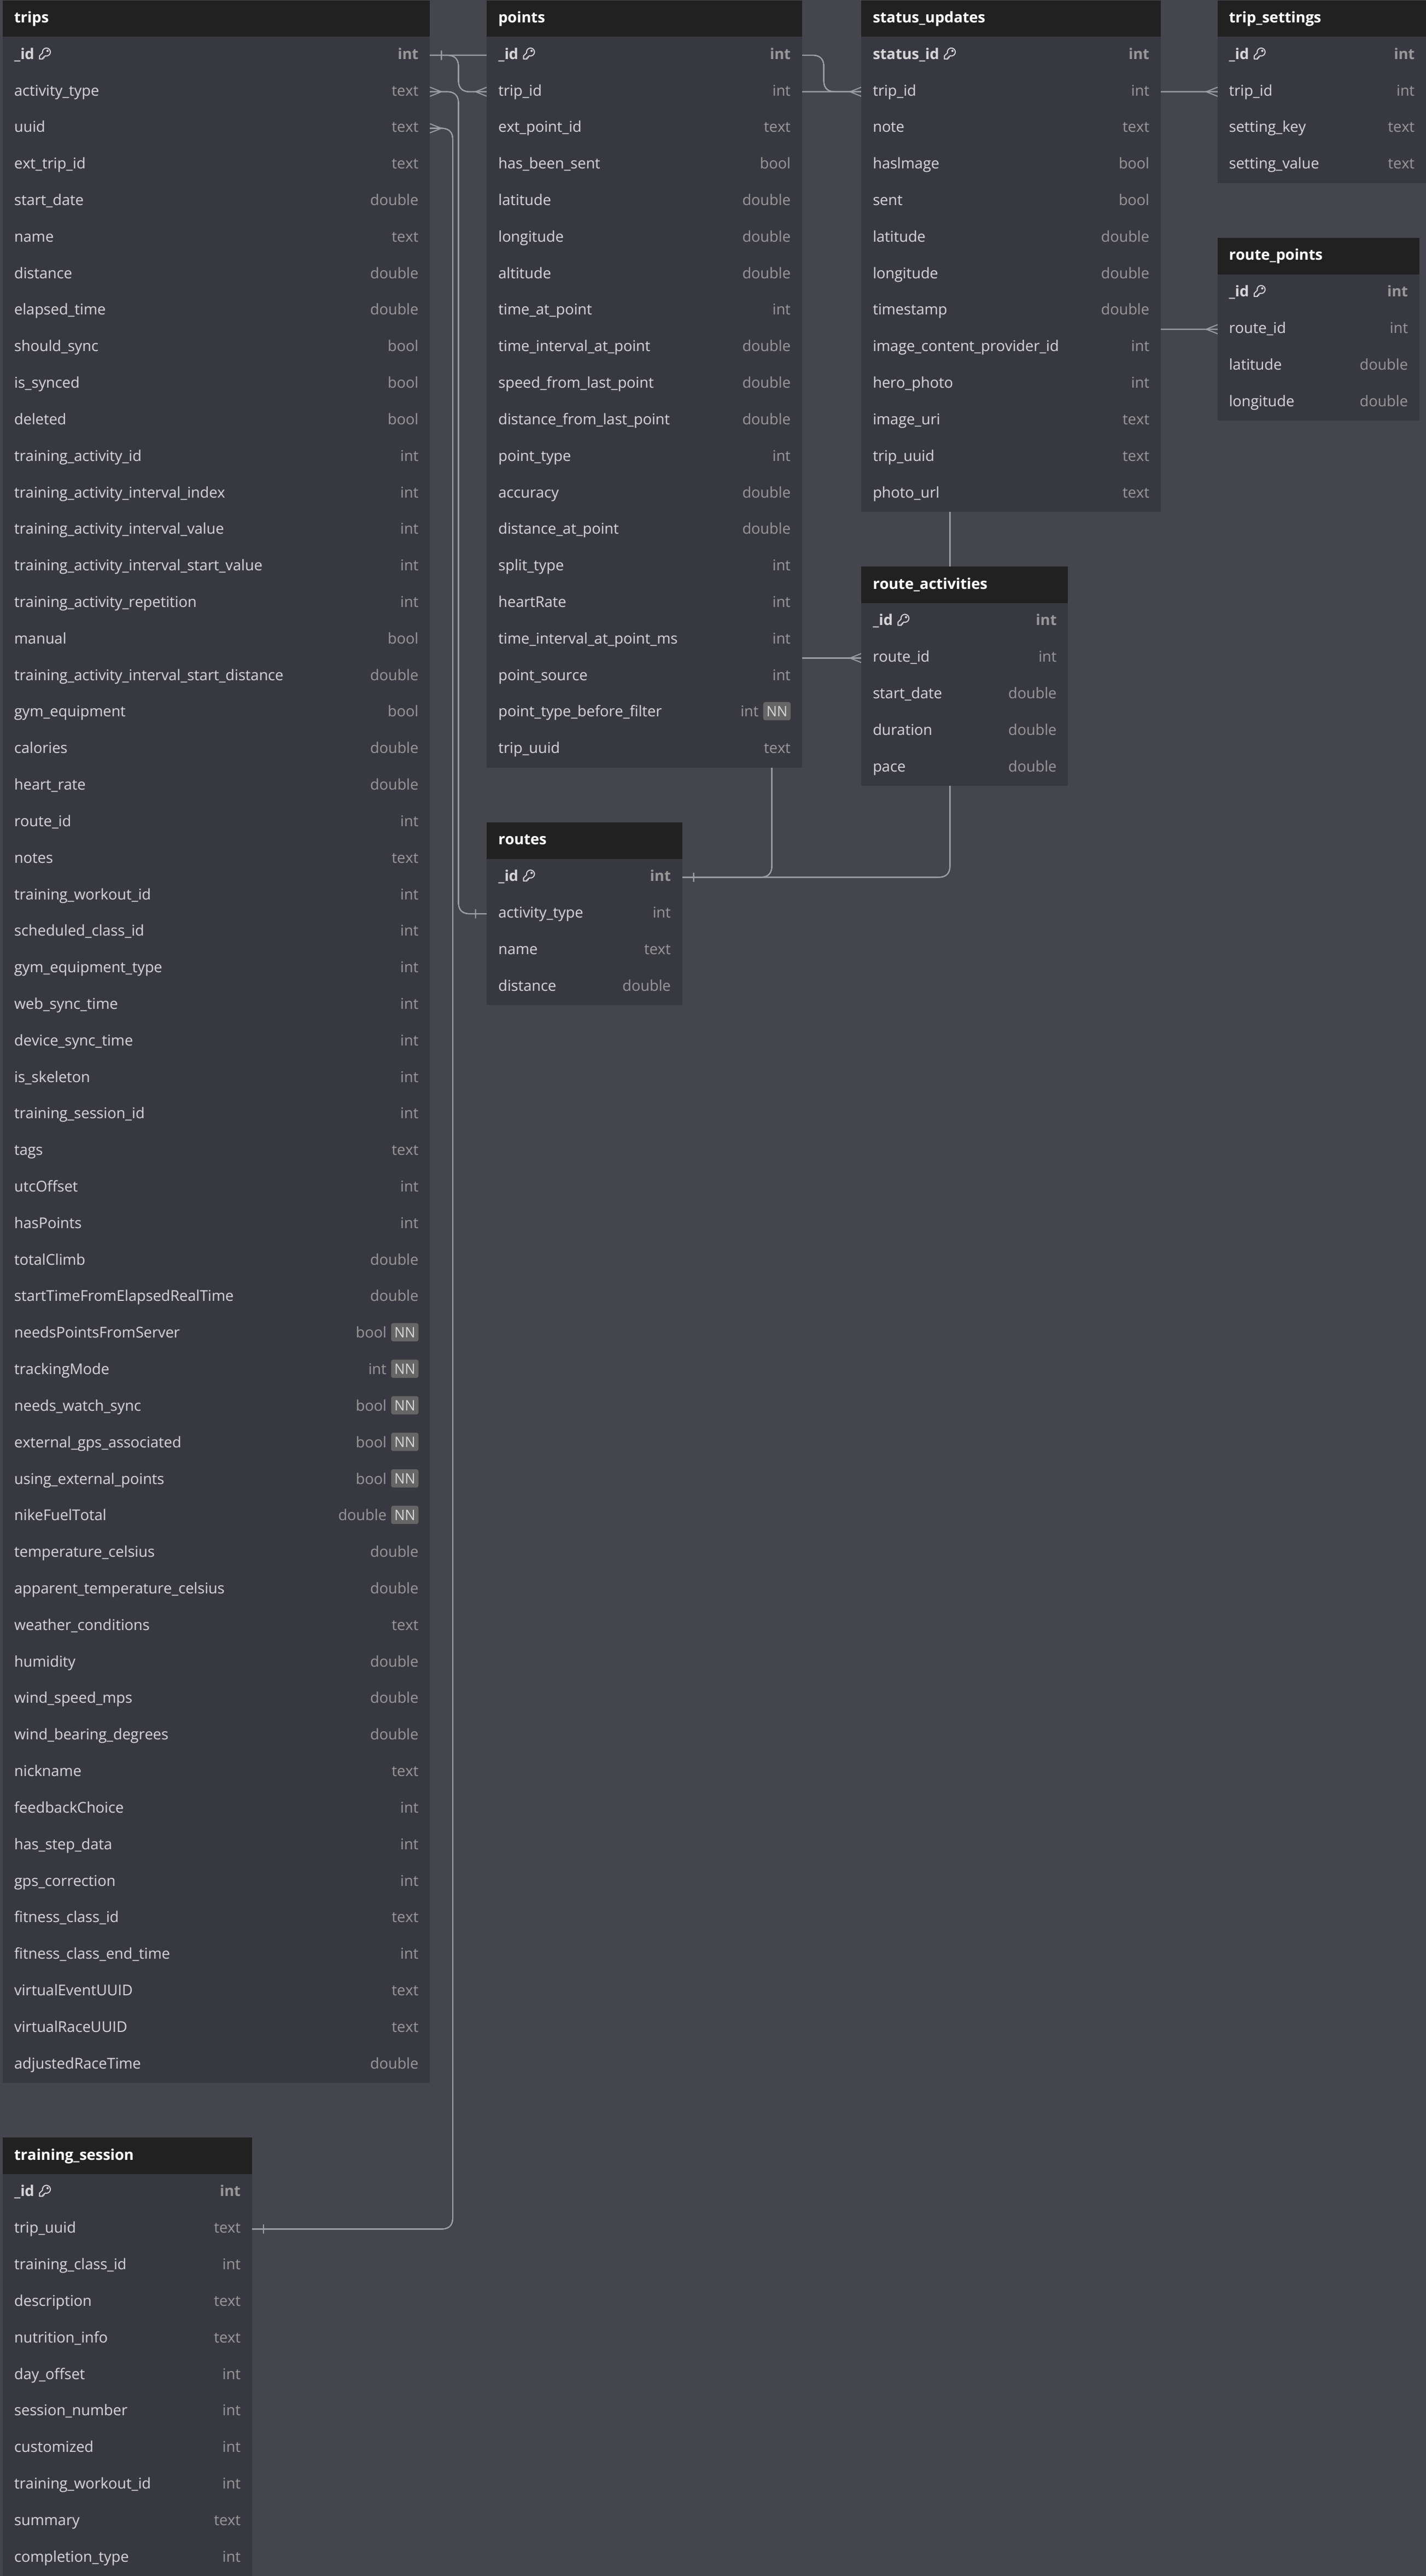 trips
_id int
activity_type text
uuid text
ext_trip_id text
start_date double
name text
distance double
elapsed_time double
should_sync bool
is_synced bool
deleted bool
training_activity_id int
training_activity_interval_index int
training_activity_interval_value int
training_activity_interval_start_value int
training_activity_repetition int
manual bool
training_activity_interval_start_distance double
gym_equipment bool
calories double
heart_rate double
route_id int
notes text
training_workout_id int
scheduled_class_id int
gym_equipment_type int
web_sync_time int
device_sync_time int
is_skeleton int
training_session_id int
tags text
utcOffset int
hasPoints int
totalClimb double
startTimeFromElapsedRealTime double
needsPointsFromServer bool NN
trackingMode int NN
needs_watch_sync bool NN
external_gps_associated bool NN
using_external_points bool NN
nikeFuelTotal double NN
temperature_celsius double
apparent_temperature_celsius double
weather_conditions text
humidity double
wind_speed_mps double
wind_bearing_degrees double
nickname text
feedbackChoice int
has_step_data int
gps_correction int
fitness_class_id text
fitness_class_end_time int
virtualEventUUID text
virtualRaceUUID text
adjustedRaceTime double
training_session
_id int
trip_uuid text
training_class_id int
description text
nutrition_info text
day_offset int
session_number int
customized int
training_workout_id int
summary text
completion_type int
points
_id int
trip_id int
ext_point_id text
has_been_sent bool
latitude double
longitude double
altitude double
time_at_point int
time_interval_at_point double
speed_from_last_point double
distance_from_last_point double
point_type int
accuracy double
distance_at_point double
split_type int
heartRate int
time_interval_at_point_ms int
point_source int
point_type_before_filter int NN
trip_uuid text
routes
_id int
activity_type int
name text
distance double
status_updates
status_id int
trip_id int
note text
hasImage bool
sent bool
latitude double
longitude double
timestamp double
image_content_provider_id int
hero_photo int
image_uri text
trip_uuid text
photo_url text
route_activities
_id int
route_id int
start_date double
duration double
pace double
trip_settings
_id int
trip_id int
setting_key text
setting_value text
route_points
_id int
route_id int
latitude double
longitude double